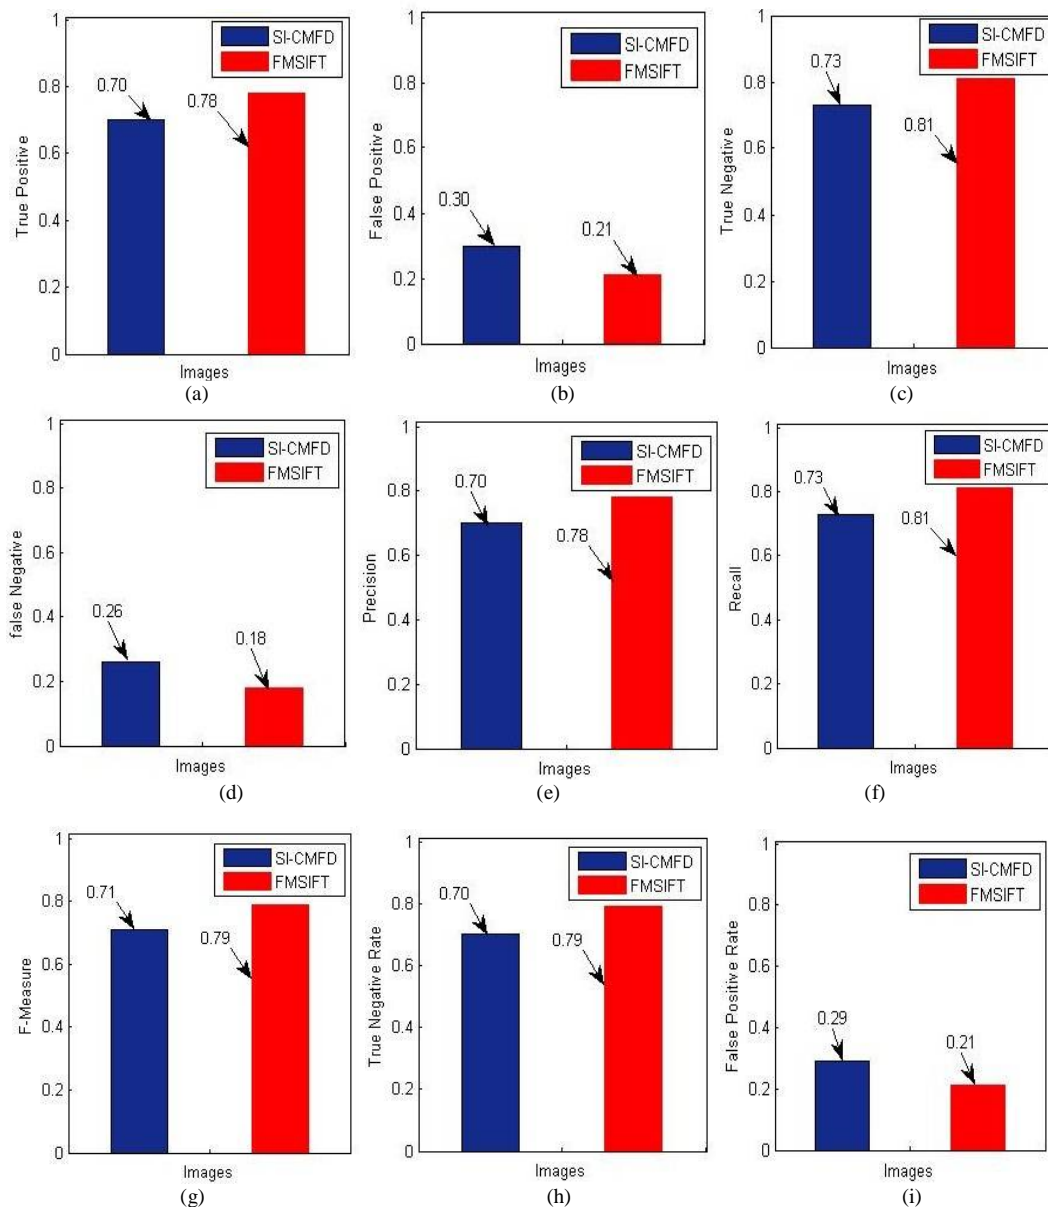 1
0.8
0.6
0.4
0.2
0
True Positive
SI-CMFD
FMSIFT
0.70
0.78
Images
(a)
1
0.8
0.6
0.4
0.2
0
False Positive
SI-CMFD
FMSIFT
0.30
0.21
Images
(b)
1
0.8
0.6
0.4
0.2
0
True Negative
SI-CMFD
FMSIFT
0.73
0.81
Images
(c)
1
0.8
0.6
0.4
0.2
0
false Negative
SI-CMFD
FMSIFT
0.26
0.18
Images
(d)
1
0.8
0.6
0.4
0.2
0
Precision
SI-CMFD
FMSIFT
0.70
0.78
Images
(e)
1
0.8
0.6
0.4
0.2
0
Recall
SI-CMFD
FMSIFT
0.73
0.81
Images
(f)
1
0.8
0.6
0.4
0.2
0
F-Measure
SI-CMFD
FMSIFT
0.71
0.79
Images
(g)
1
0.8
0.6
0.4
0.2
0
True Negative Rate
SI-CMFD
FMSIFT
0.70
0.79
Images
(h)
1
0.8
0.6
0.4
0.2
0
False Positive Rate
SI-CMFD
FMSIFT
0.29
0.21
Images
(i)